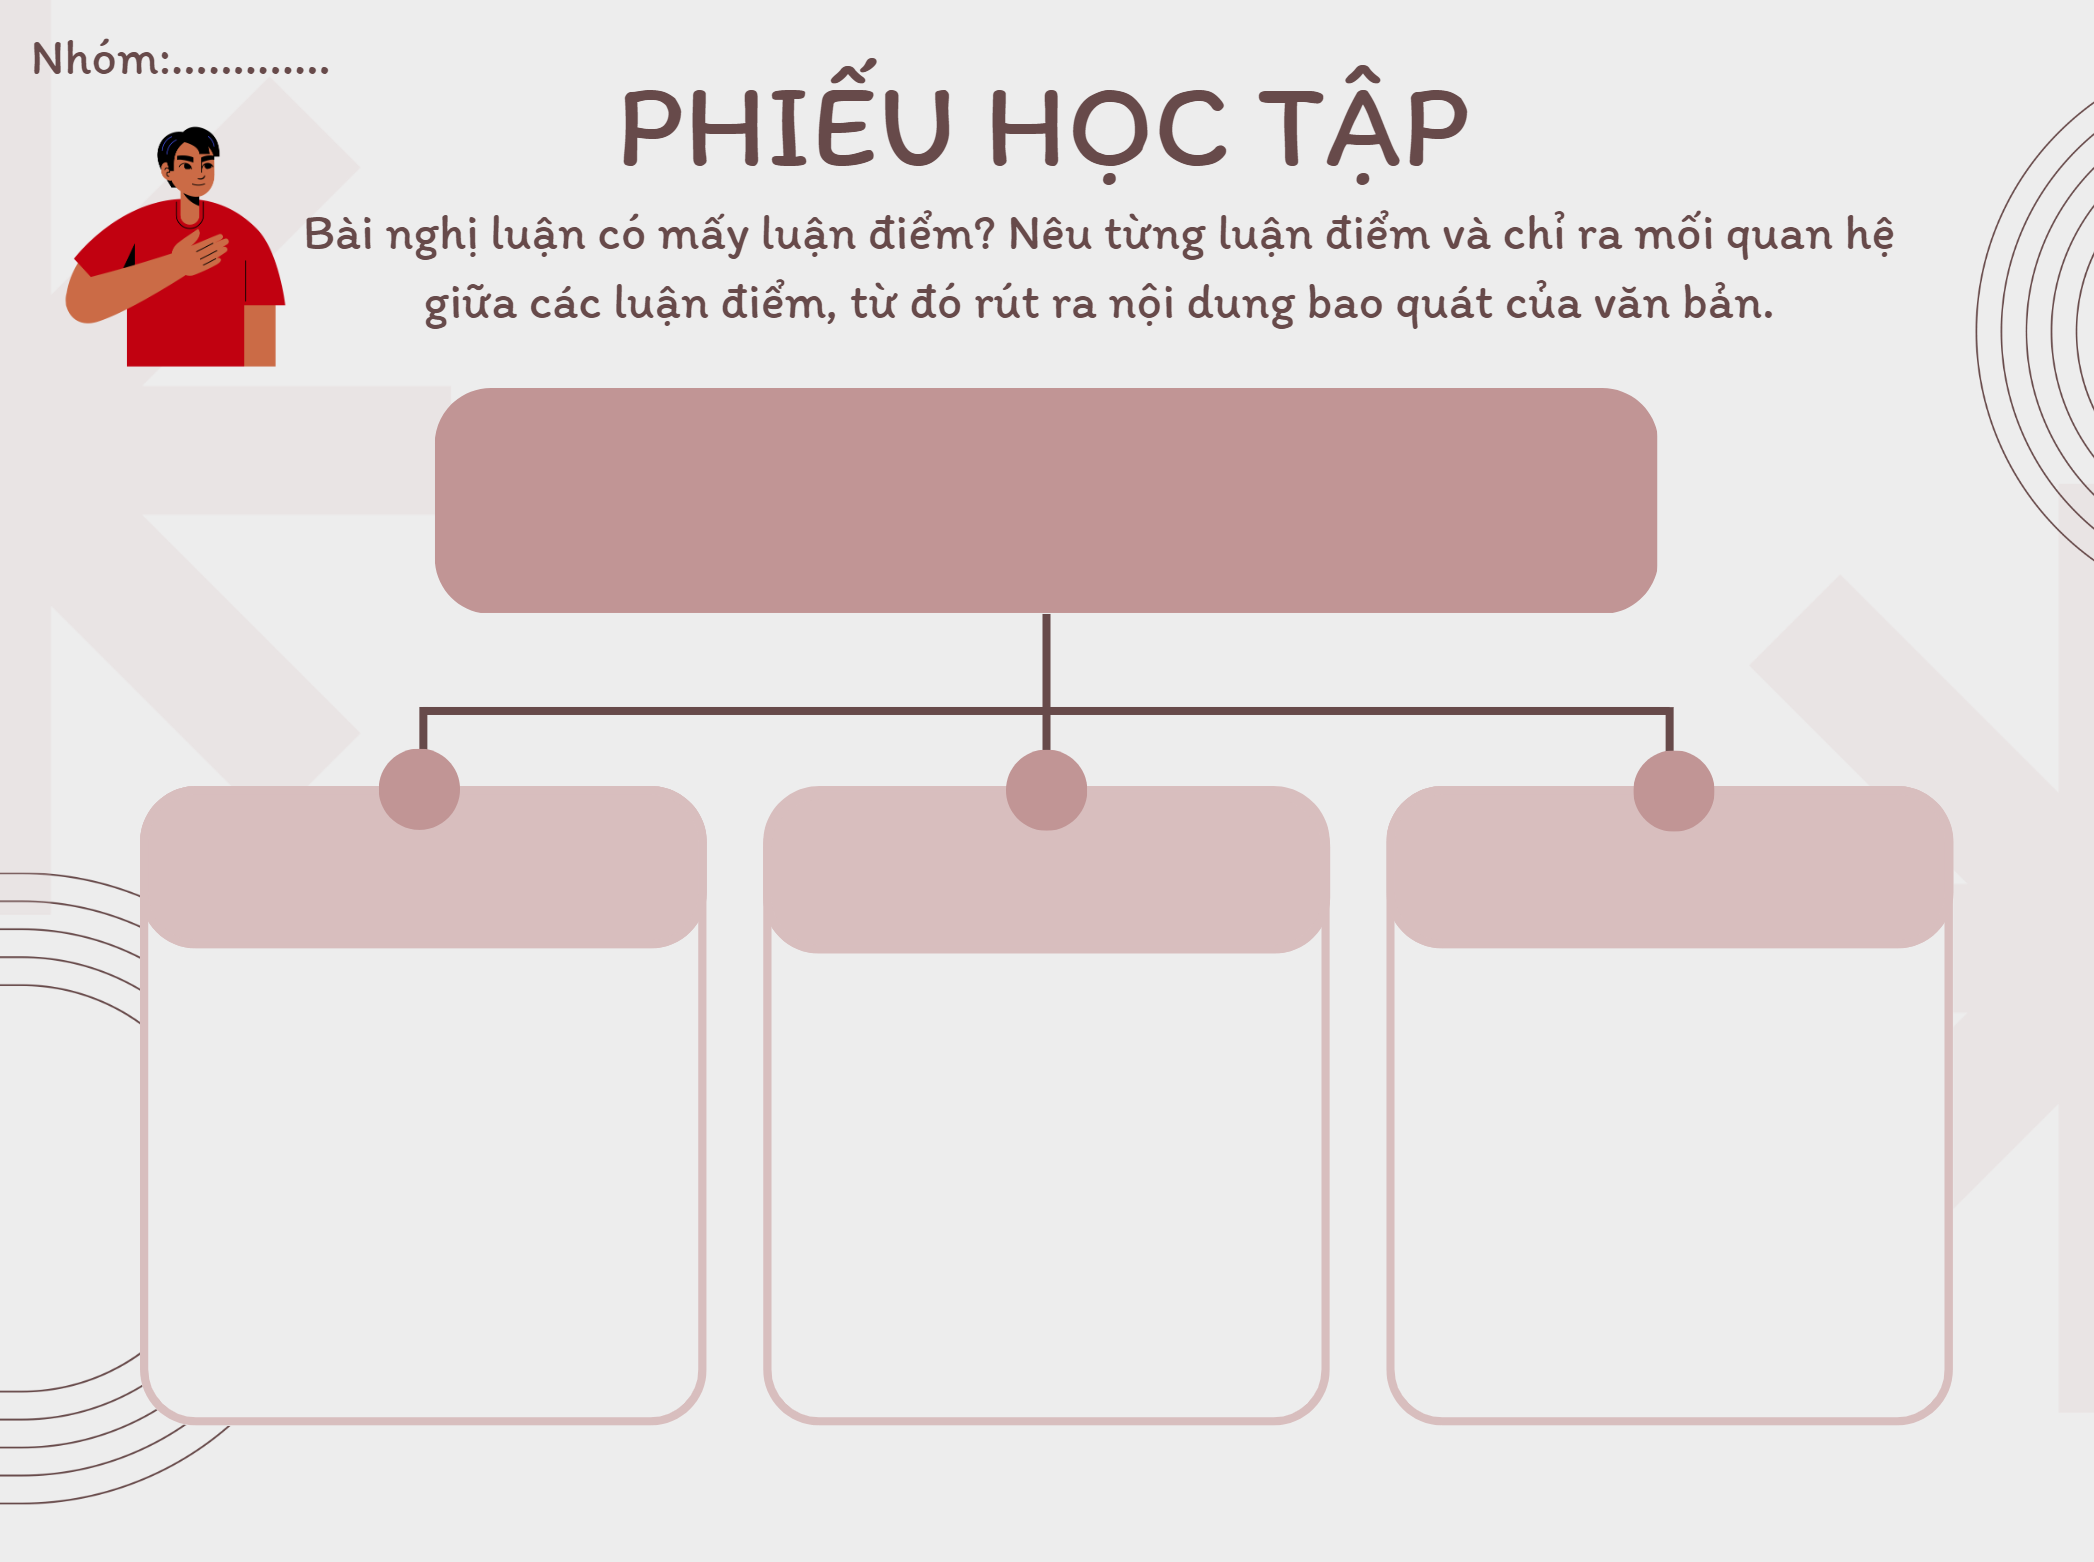 Nhóm:.............
PHIẾU HỌC TẬP
Bài nghị luận có mấy luận điểm? Nêu từng luận điểm và chỉ ra mối quan hệ
giữa các luận điểm, từ đó rút ra nội dung bao quát của văn bản.